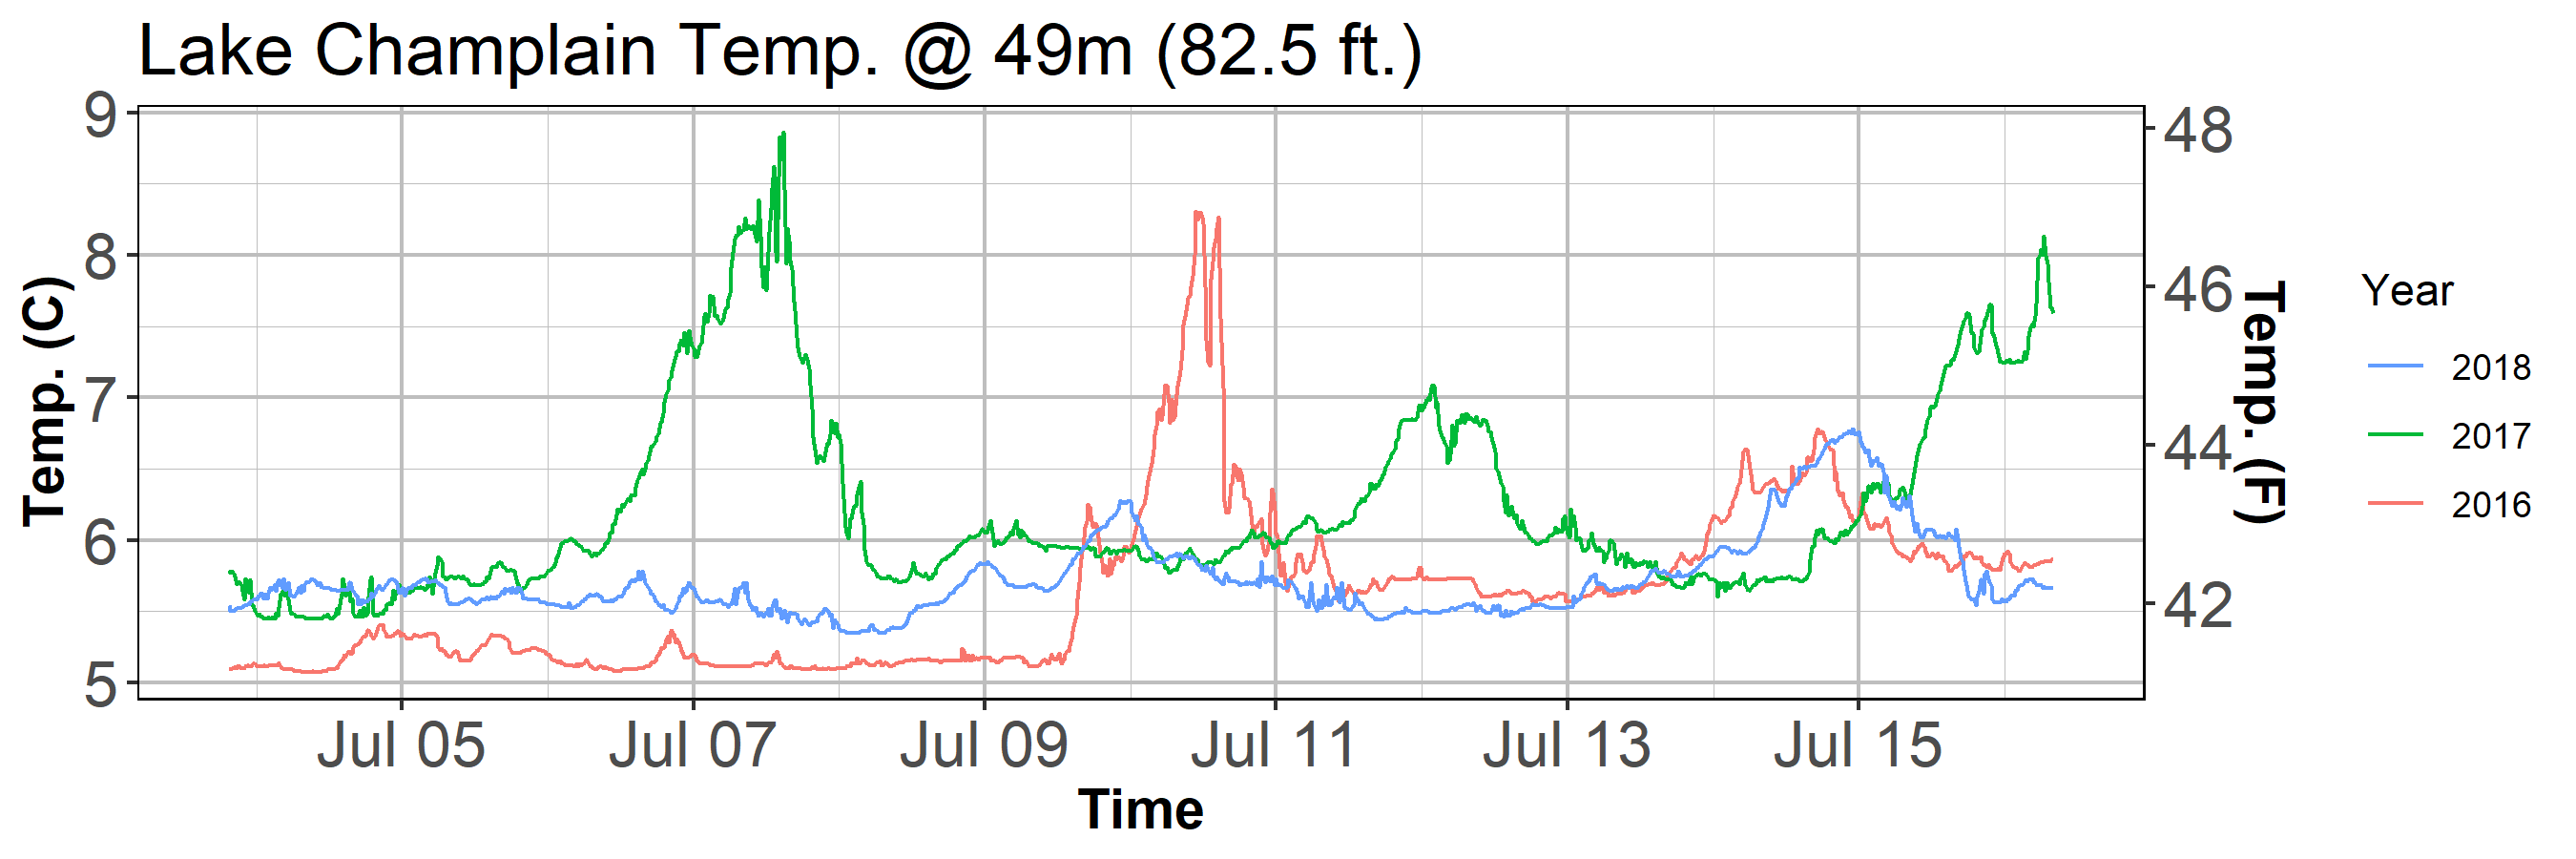 Lake Champlain Temp. @ 49m (82.5 ft.)
Temp. (C)
9
8
7
6
5
48
46
44
42
Temp. (F)
Jul 05 Jul 07 Jul 09 Jul 11 Jul 13 Jul 15
Time
Year
2018
2017
2016